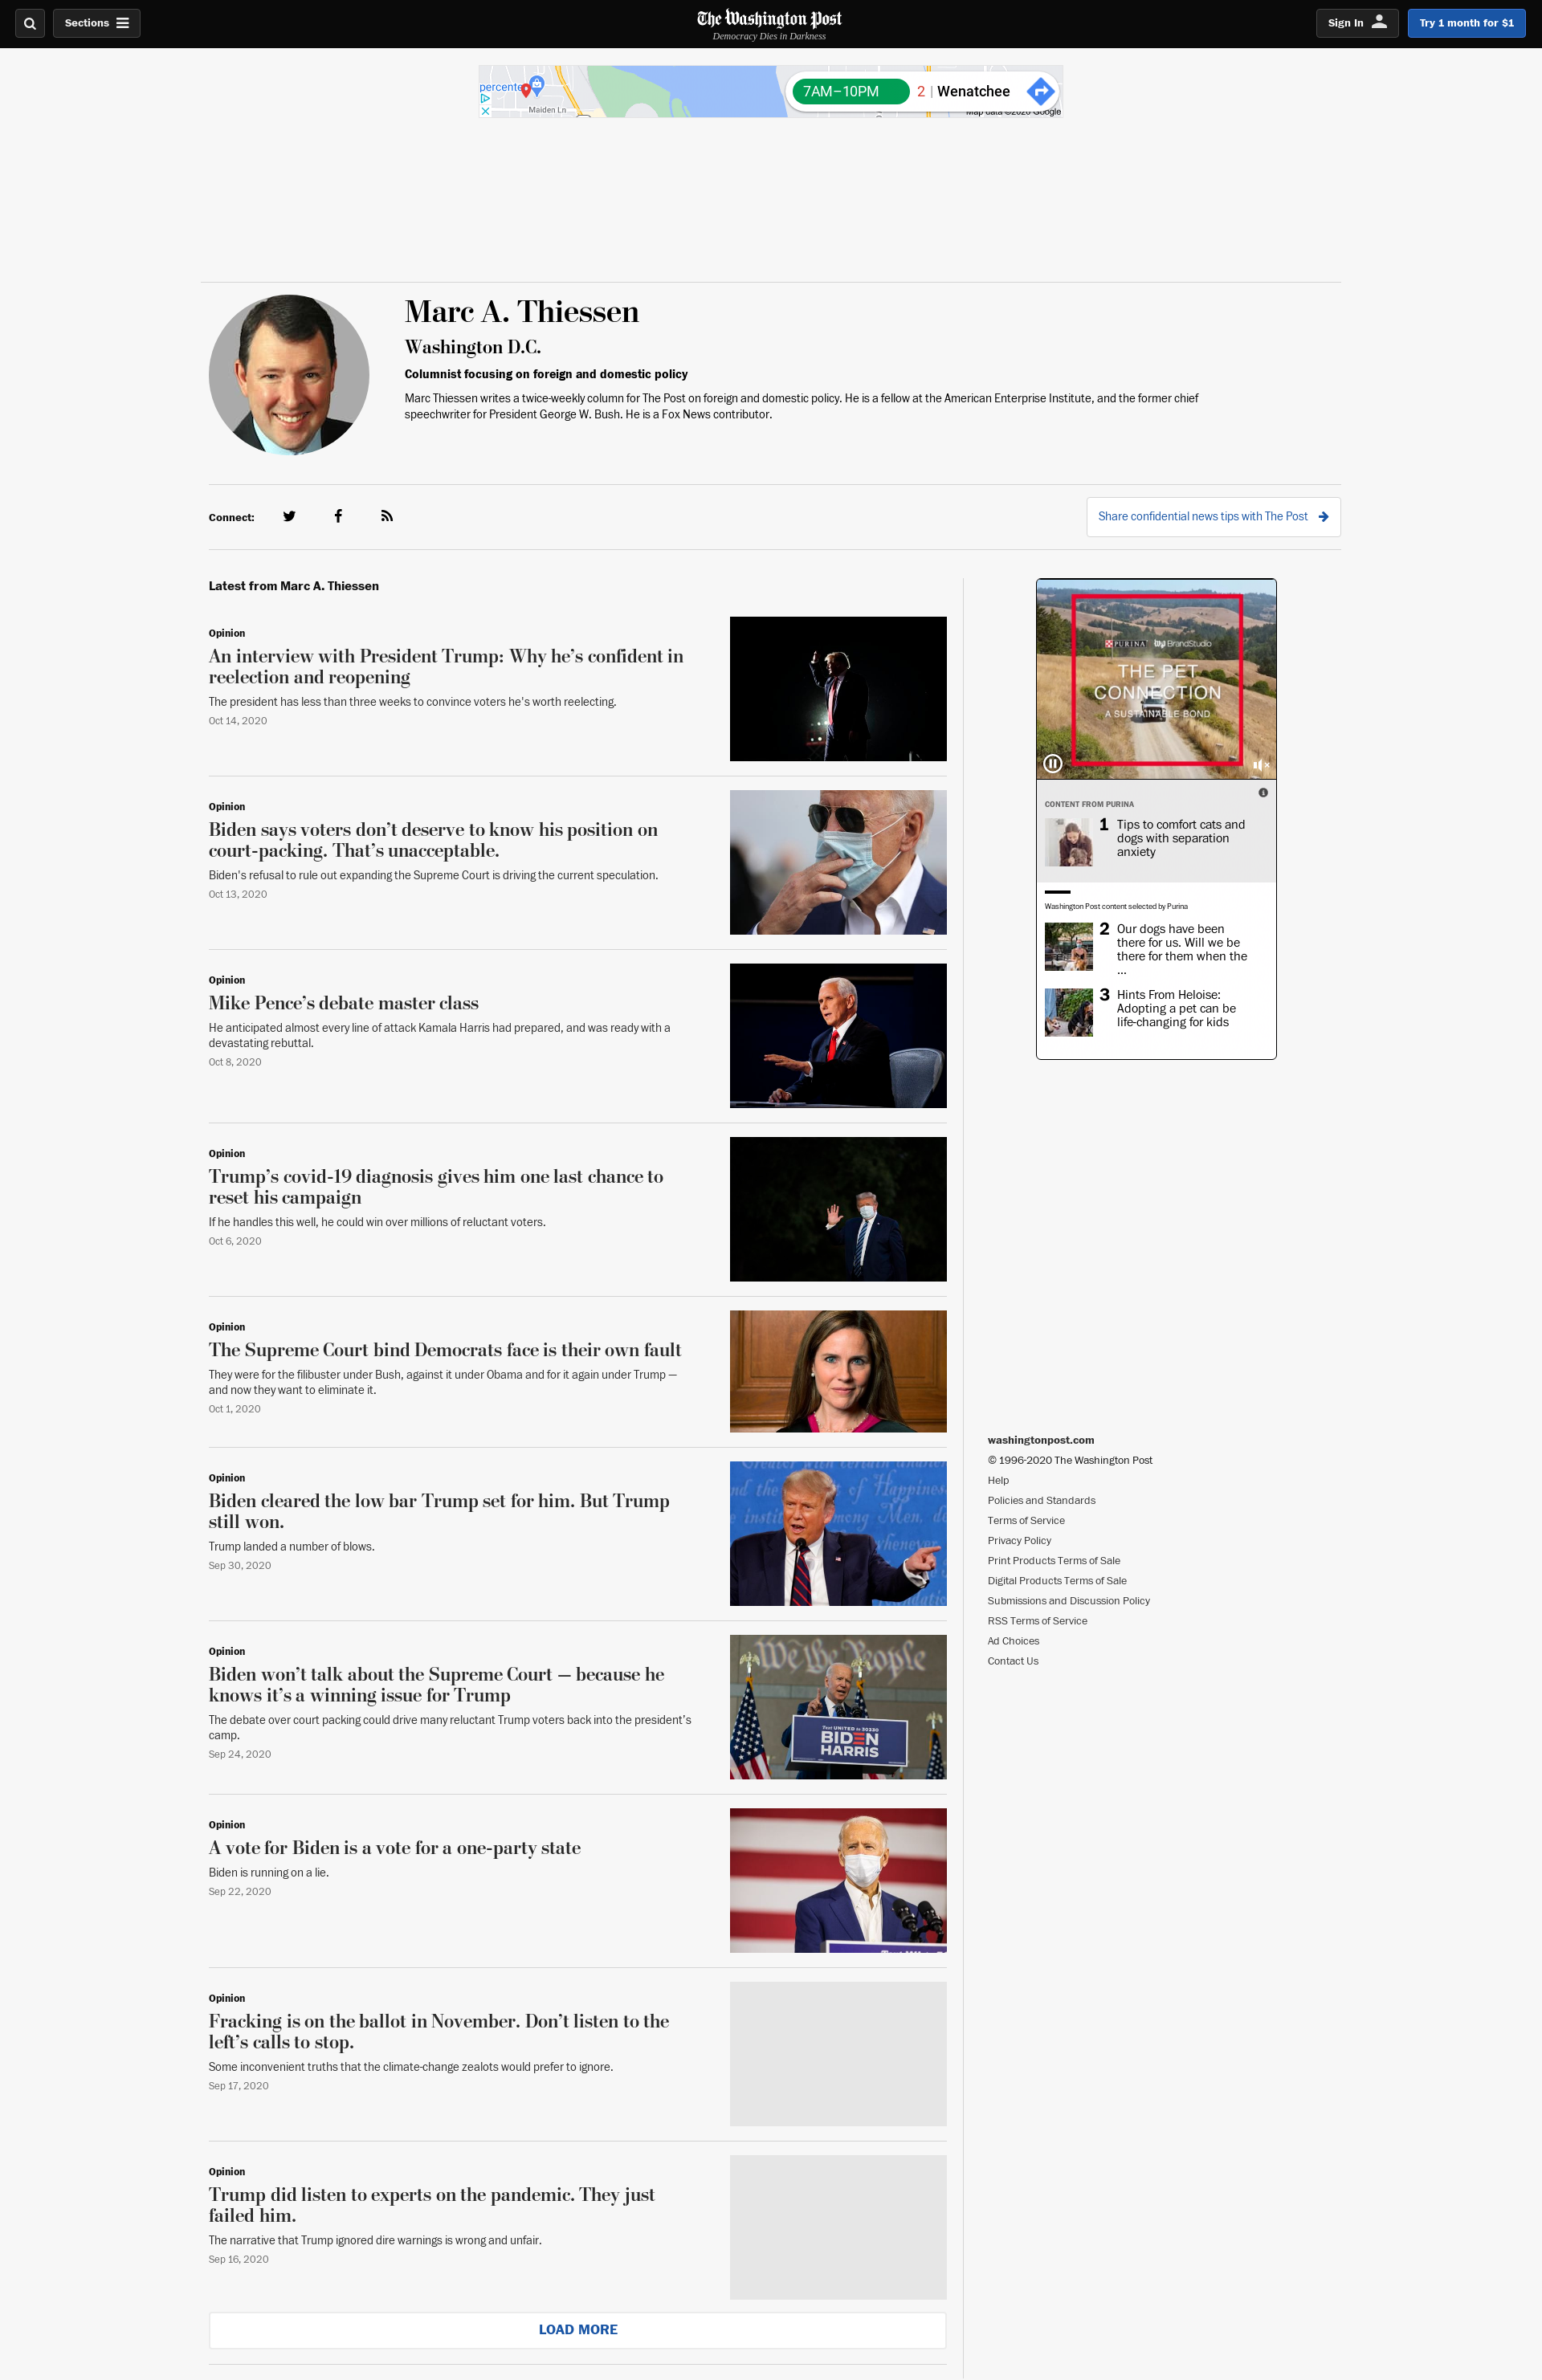 Sections
The Washington Post
Democracy Dies in Darkness
Sign In
Try 1 month for $1
percente
Maiden Ln
7AM–10PM
2 | Wenatchee
Map data ©2020 Google
Marc A. Thiessen
Washington D.C.
Columnist focusing on foreign and domestic policy
Marc Thiessen writes a twice-weekly column for The Post on foreign and domestic policy. He is a fellow at the American Enterprise Institute, and the former chief
speechwriter for President George W. Bush. He is a Fox News contributor.
Connect:
Share confidential news tips with The Post
Latest from Marc A. Thiessen
Opinion
An interview with President Trump: Why he’s confident in
reelection and reopening
The president has less than three weeks to convince voters he's worth reelecting.
Oct 14, 2020
Opinion
Biden says voters don’t deserve to know his position on
court-packing. That’s unacceptable.
Biden's refusal to rule out expanding the Supreme Court is driving the current speculation.
Oct 13, 2020
Opinion
Mike Pence’s debate master class
He anticipated almost every line of attack Kamala Harris had prepared, and was ready with a
devastating rebuttal.
Oct 8, 2020
Opinion
Trump’s covid-19 diagnosis gives him one last chance to
reset his campaign
If he handles this well, he could win over millions of reluctant voters.
Oct 6, 2020
Opinion
The Supreme Court bind Democrats face is their own fault
They were for the filibuster under Bush, against it under Obama and for it again under Trump —
and now they want to eliminate it.
Oct 1, 2020
Opinion
Biden cleared the low bar Trump set for him. But Trump
still won.
Trump landed a number of blows.
Sep 30, 2020
Opinion
Biden won’t talk about the Supreme Court — because he
knows it’s a winning issue for Trump
The debate over court packing could drive many reluctant Trump voters back into the president’s
camp.
Sep 24, 2020
We the People
Text UNITED to 30330
BIDEN
HARRIS
Opinion
A vote for Biden is a vote for a one-party state
Biden is running on a lie.
Sep 22, 2020
Opinion
Fracking is on the ballot in November. Don’t listen to the
left’s calls to stop.
Some inconvenient truths that the climate-change zealots would prefer to ignore.
Sep 17, 2020
Opinion
Trump did listen to experts on the pandemic. They just
failed him.
The narrative that Trump ignored dire warnings is wrong and unfair.
Sep 16, 2020
LOAD MORE
PURINA
wp BrandStudio
THE PET
CONNECTION
A SUSTAINABLE BOND
CONTENT FROM PURINA
1 Tips to comfort cats and
dogs with separation
anxiety
Washington Post content selected by Purina
2 Our dogs have been
there for us. Will we be
there for them when the
...
3 Hints From Heloise:
Adopting a pet can be
life-changing for kids
washingtonpost.com
© 1996-2020 The Washington Post
Help
Policies and Standards
Terms of Service
Privacy Policy
Print Products Terms of Sale
Digital Products Terms of Sale
Submissions and Discussion Policy
RSS Terms of Service
Ad Choices
Contact Us